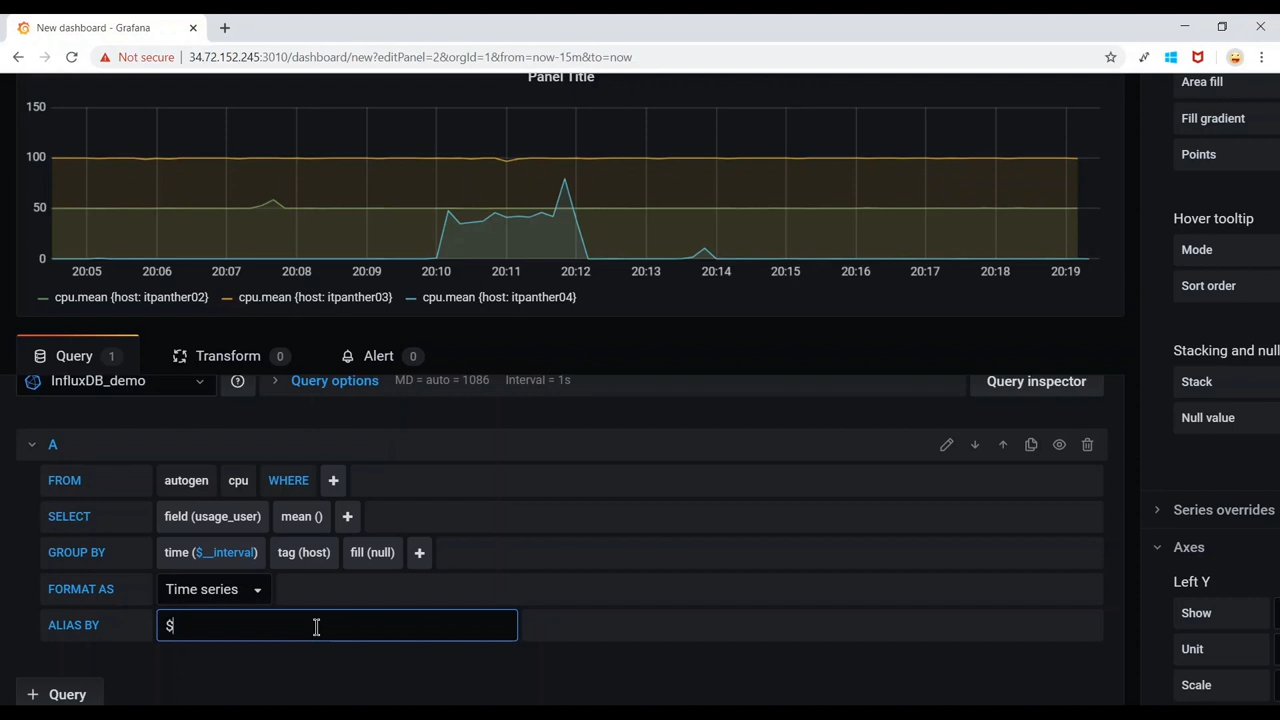 New dashboard - Grafana
Not secure 34.72.152.245:3010/dashboard/new?editPanel=2&orgId=1&from=now-15m&to=now
Panel Title
150
100
50
0
20:05 20:06 20:07 20:08 20:09 20:10 20:11 20:12 20:13 20:14 20:15 20:16 20:17 20:18 20:19
cpu.mean {host: itpanther02} cpu.mean {host: itpanther03} cpu.mean {host: itpanther04}
Query 1 Transform 0 Alert 0
InfluxDB_demo Query options MD = auto = 1086 Interval = 1s Query inspector
A
FROM autogen cpu WHERE +
SELECT field (usage_user) mean () +
GROUP BY time ($__interval) tag (host) fill (null) +
FORMAT AS Time series
ALIAS BY $
+ Query
Area fill
Fill gradient
Points
Hover tooltip
Mode
Sort order
Stacking and null
Stack
Null value
Series overrides
Axes
Left Y
Show
Unit
Scale